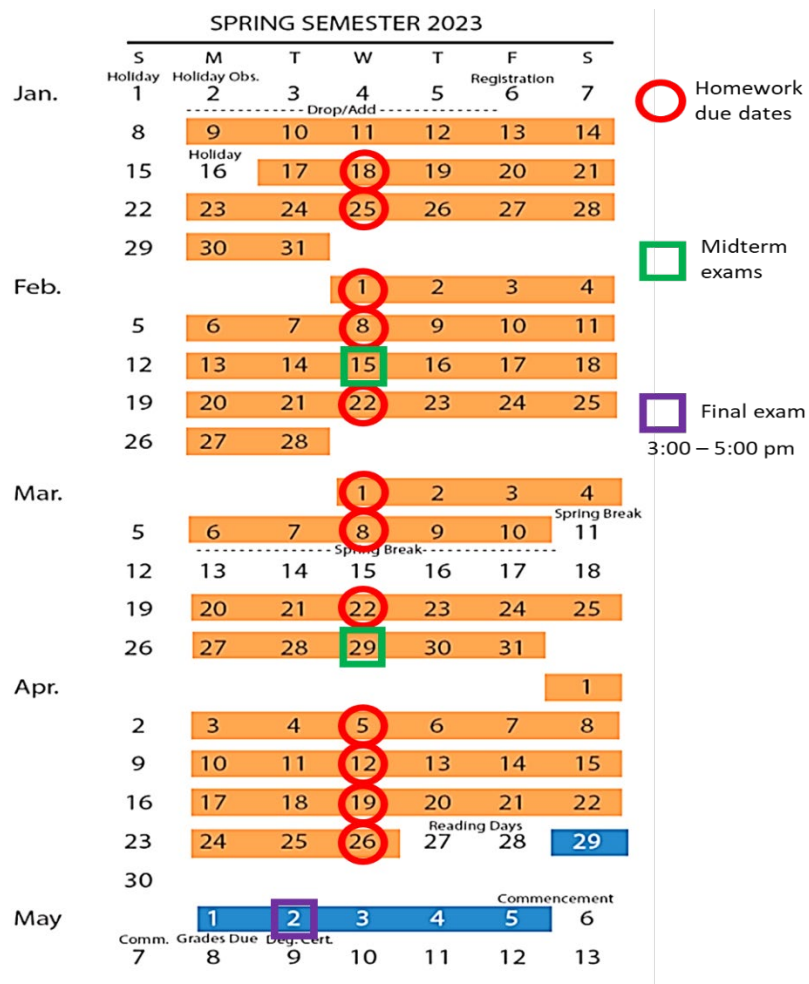 SPRING SEMESTER 2023
S M T W T F S
Holiday Holiday Obs. Registration
Jan. 1 2 3 4 5 6 7
Drop/Add
8 9 10 11 12 13 14
Holiday
15 16 17 18 19 20 21
22 23 24 25 26 27 28
29 30 31
Feb. 1 2 3 4
5 6 7 8 9 10 11
12 13 14 15 16 17 18
19 20 21 22 23 24 25
26 27 28
Mar. 1 2 3 4
Spring Break
5 6 7 8 9 10 11
Spring Break
12 13 14 15 16 17 18
19 20 21 22 23 24 25
26 27 28 29 30 31
Apr. 1
2 3 4 5 6 7 8
9 10 11 12 13 14 15
16 17 18 19 20 21 22
Reading Days
23 24 25 26 27 28 29
30
Commencement
May 1 2 3 4 5 6
Comm. Grades Due Deg. Cert.
7 8 9 10 11 12 13
Homework
due dates
Midterm
exams
Final exam
3:00 – 5:00 pm